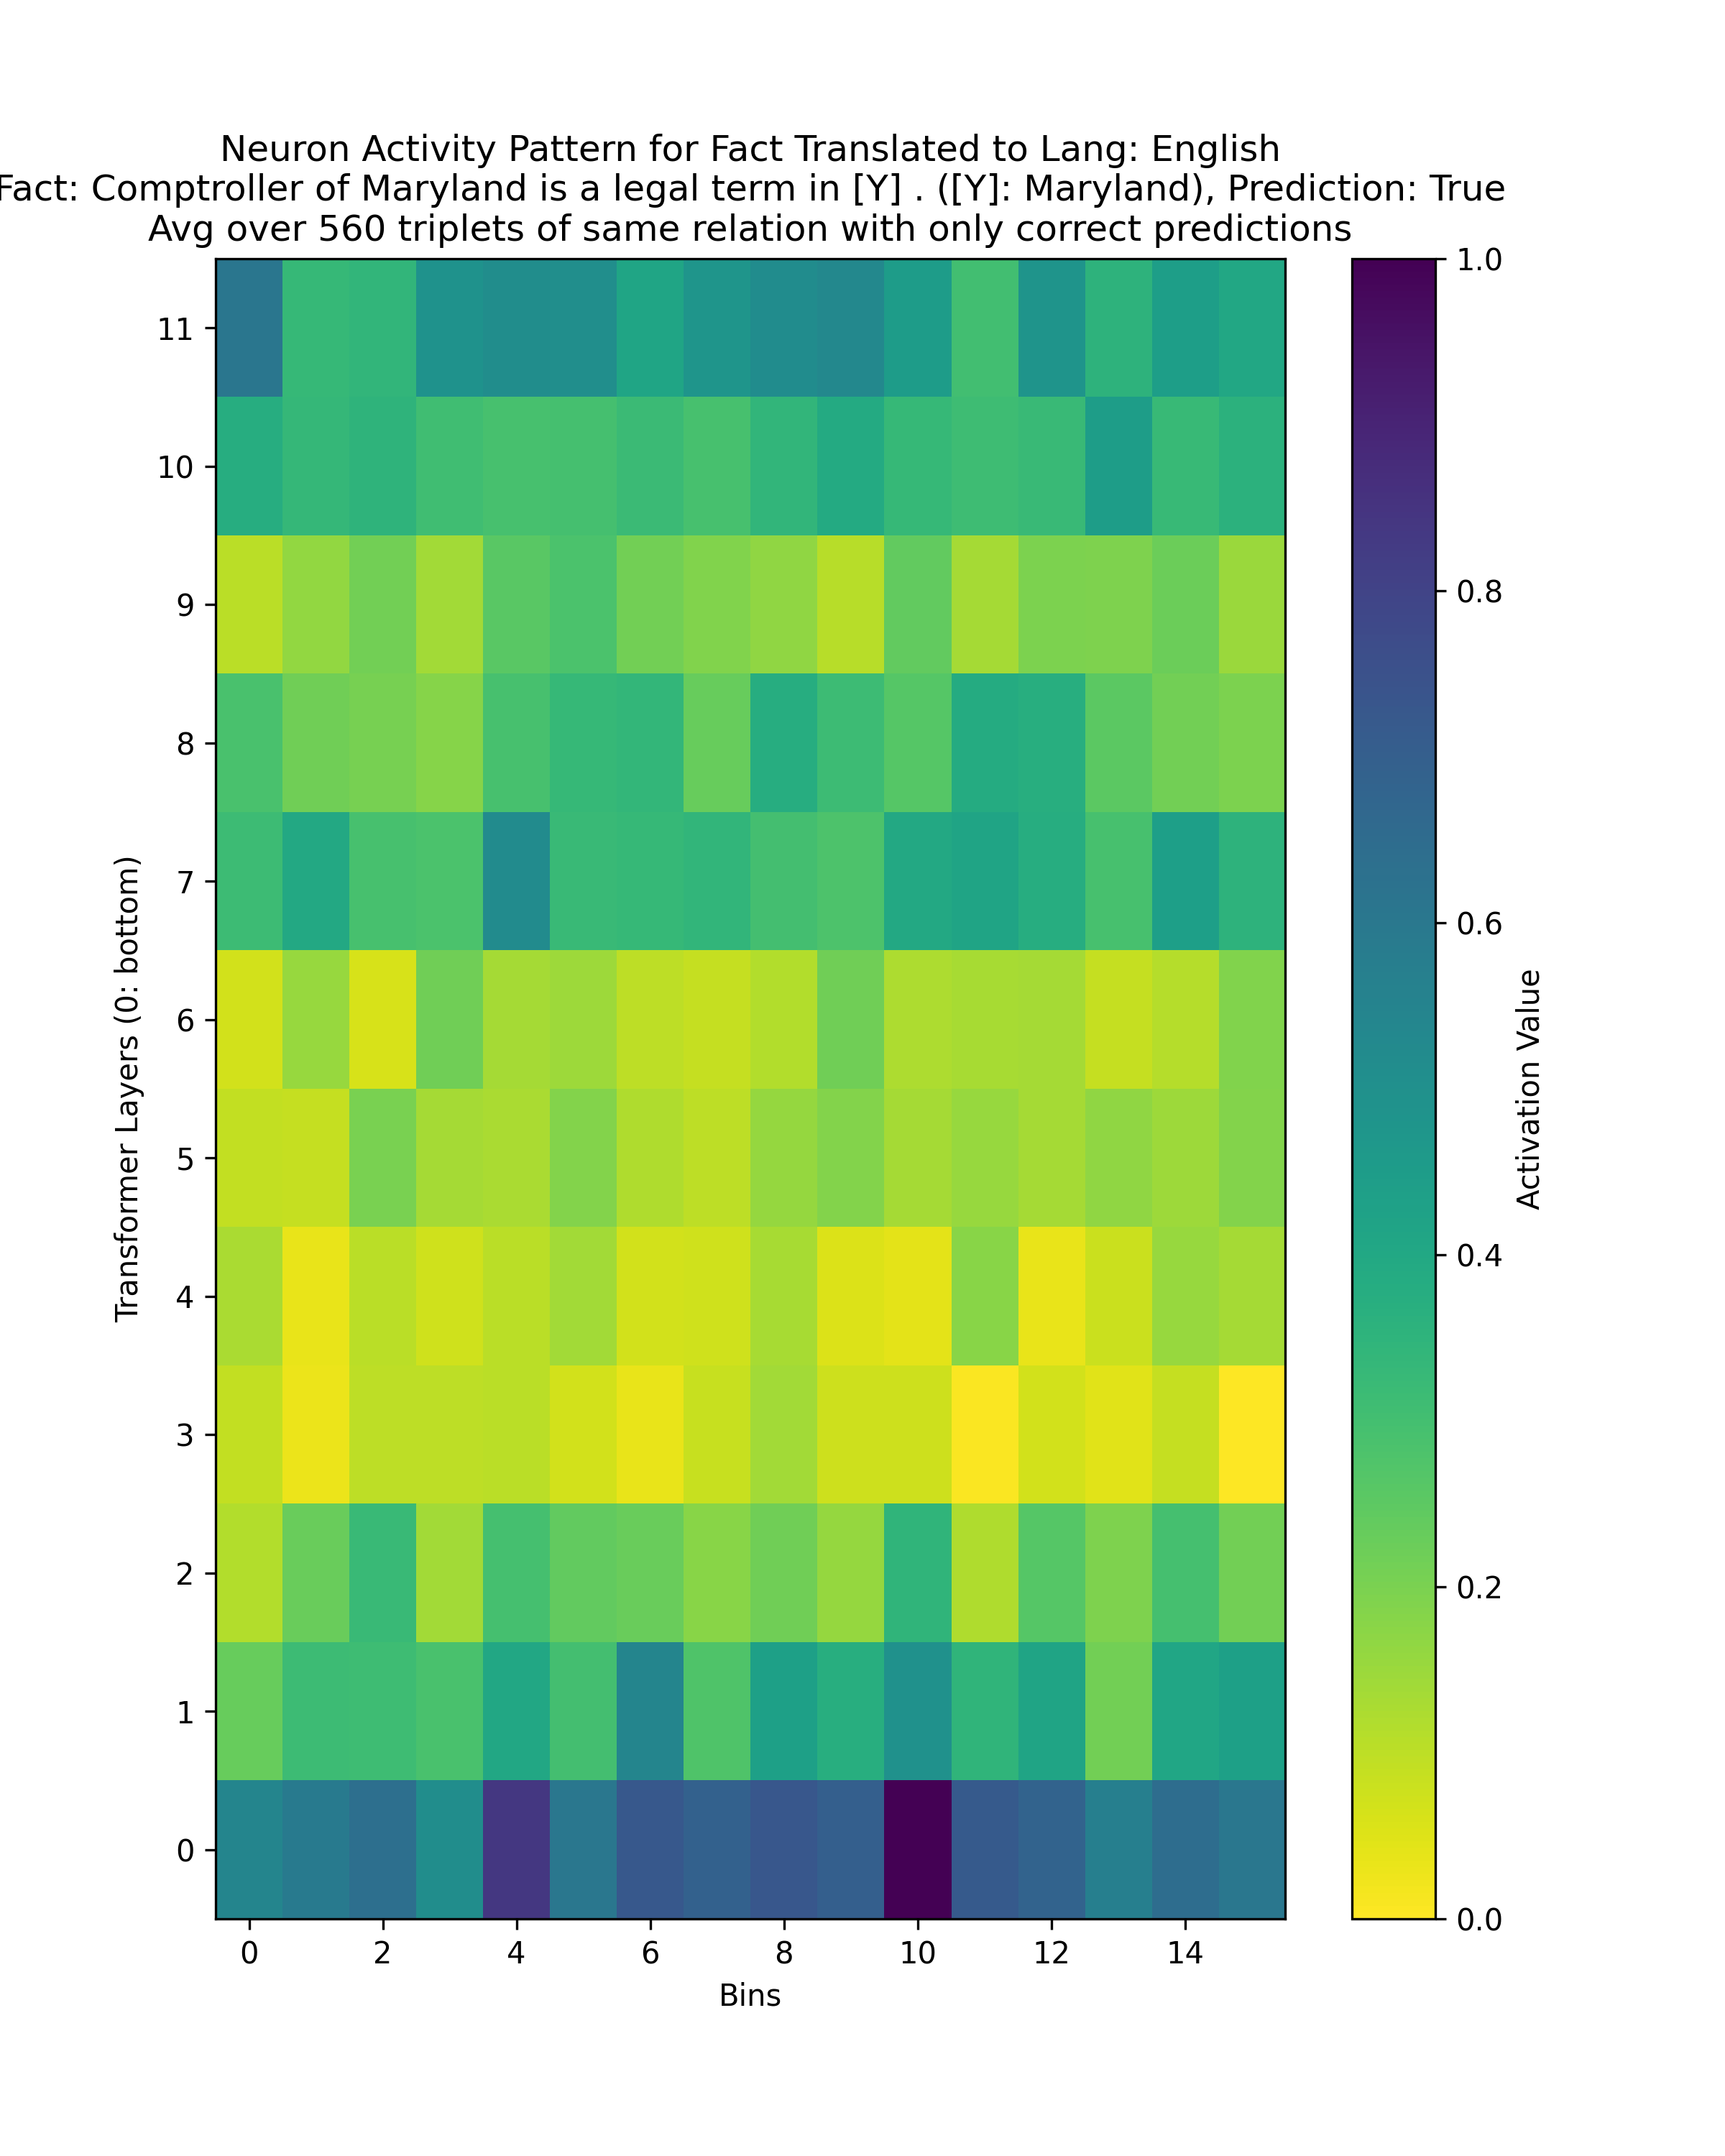 Neuron Activity Pattern for Fact Translated to Lang: English
Fact: Comptroller of Maryland is a legal term in [Y] . ([Y]: Maryland), Prediction: True
Avg over 560 triplets of same relation with only correct predictions
11
10
9
8
7
6
5
4
3
2
1
0
Transformer Layers (0: bottom)
0 2 4 6 8 10 12 14
Bins
1.0
0.8
0.6
0.4
0.2
0.0
Activation Value